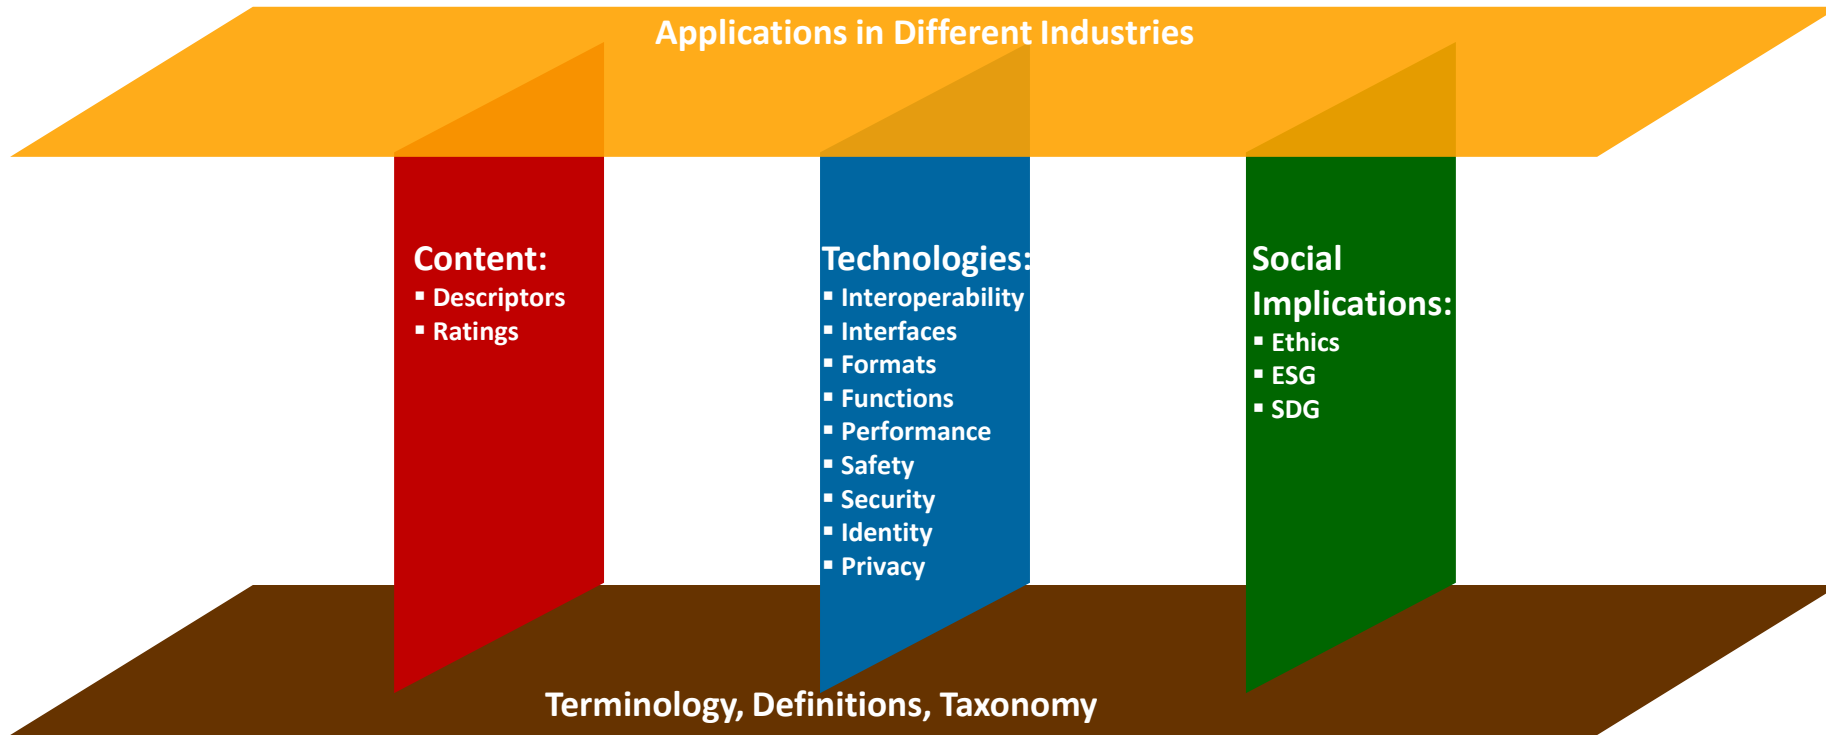 Applications in Different Industries
Content:
▪ Descriptors
▪ Ratings
Technologies:
▪ Interoperability
▪ Interfaces
▪ Formats
▪ Functions
▪ Performance
▪ Safety
▪ Security
▪ Identity
▪ Privacy
Social
Implications:
▪ Ethics
▪ ESG
▪ SDG
Terminology, Definitions, Taxonomy